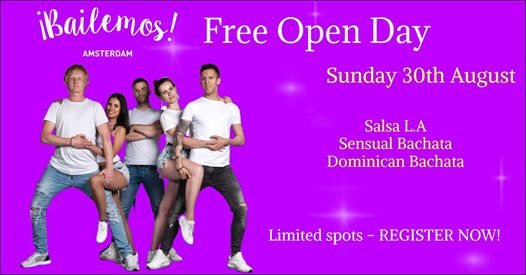 ¡Bailemos!
AMSTERDAM
Free Open Day
Sunday 30th August
Salsa L.A
Sensual Bachata
Dominican Bachata
Limited spots - REGISTER NOW!